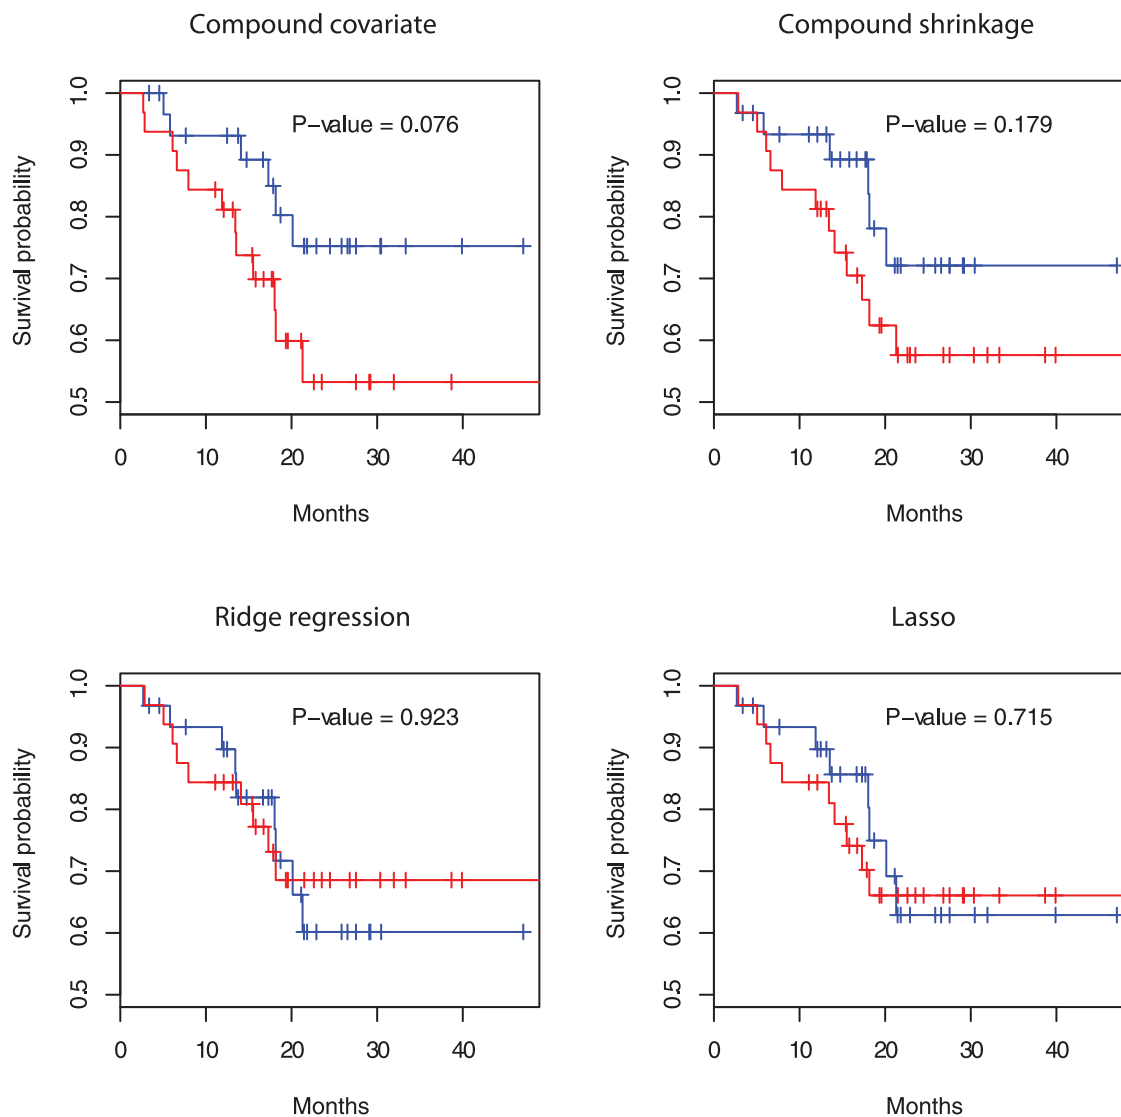 Compound covariate
Survival probability
1.0
0.9
0.8
0.7
0.6
0.5
P-value = 0.076
0 10 20 30 40
Months
Compound shrinkage
Survival probability
1.0
0.9
0.8
0.7
0.6
0.5
P-value = 0.179
0 10 20 30 40
Months
Ridge regression
Survival probability
1.0
0.9
0.8
0.7
0.6
0.5
P-value = 0.923
0 10 20 30 40
Months
Lasso
Survival probability
1.0
0.9
0.8
0.7
0.6
0.5
P-value = 0.715
0 10 20 30 40
Months